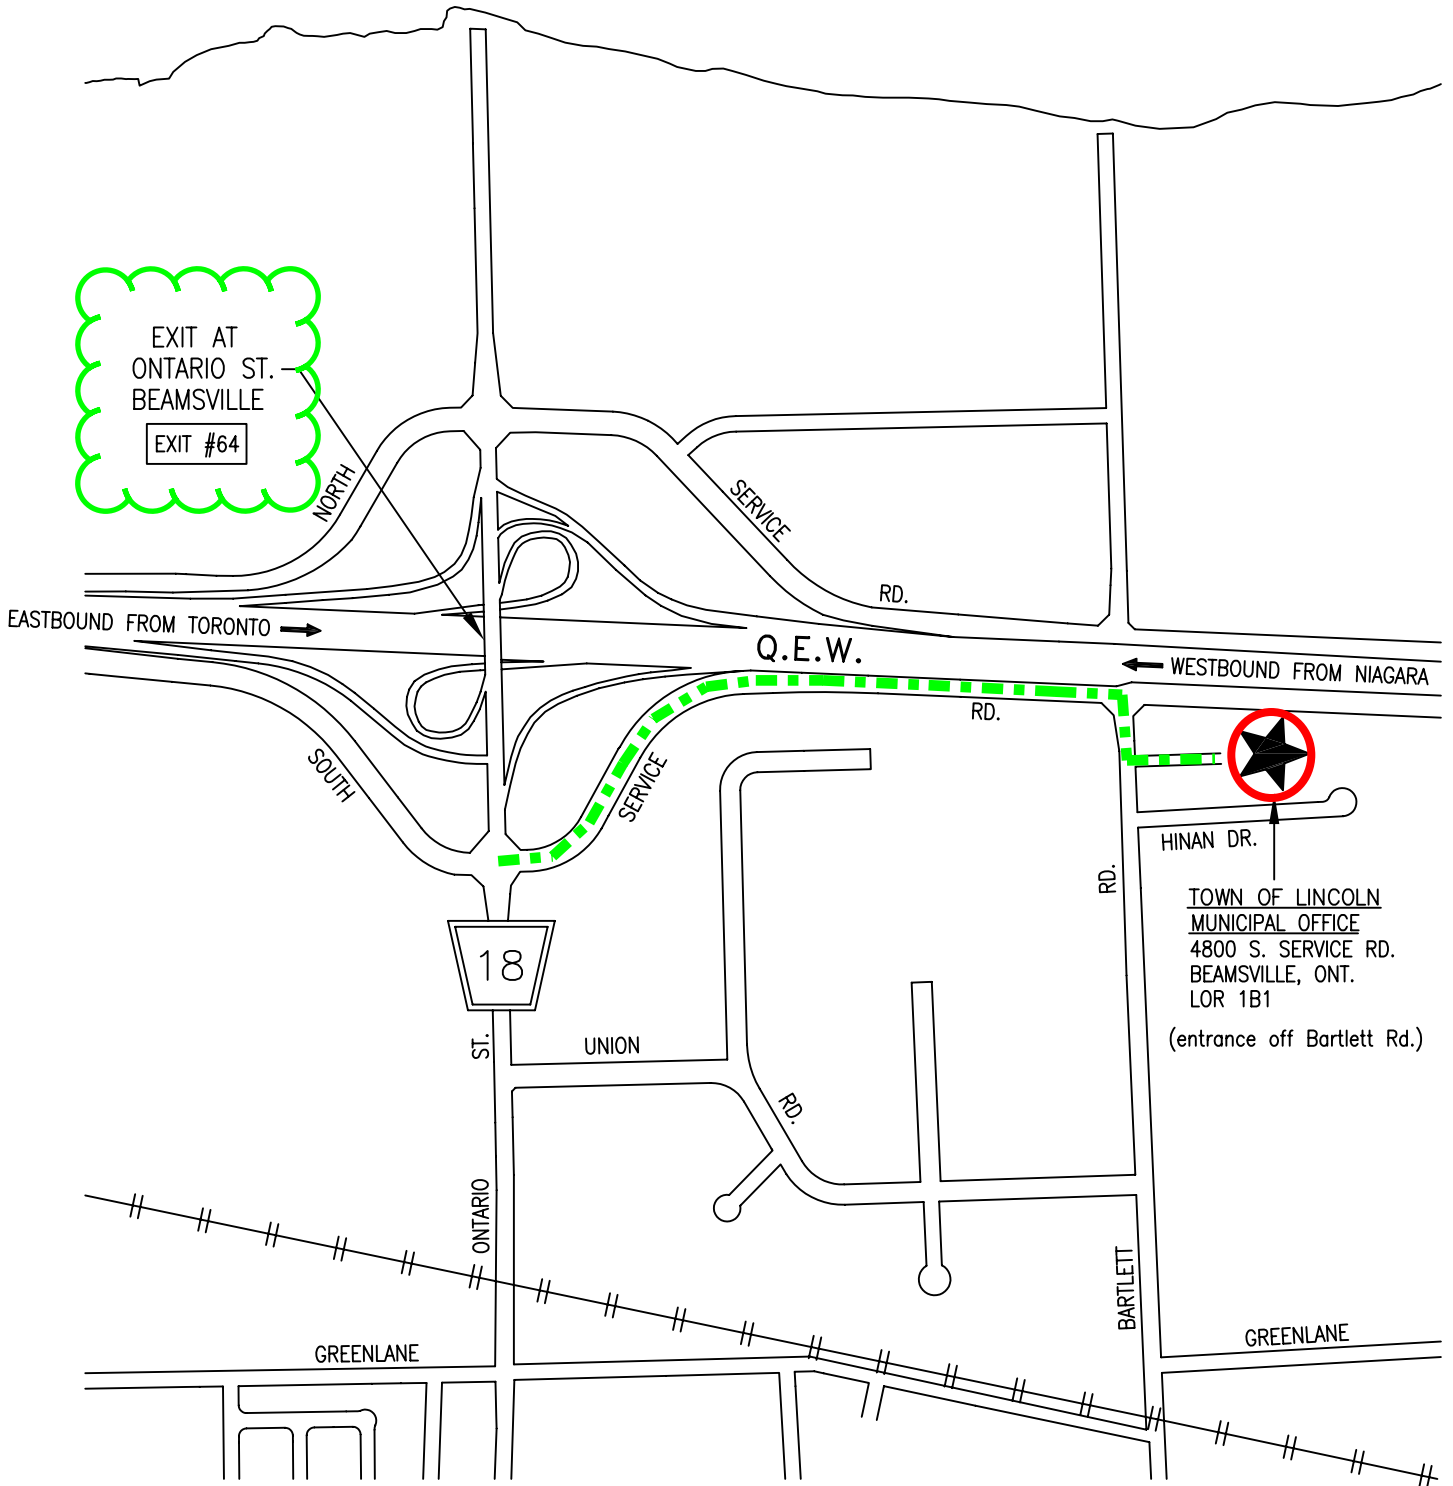 EXIT AT
ONTARIO ST.
BEAMSVILLE
EXIT #64
NORTH
SERVICE
RD.
EASTBOUND FROM TORONTO
Q.E.W.
WESTBOUND FROM NIAGARA
RD.
SOUTH
SERVICE
HINAN DR.
RD.
TOWN OF LINCOLN
MUNICIPAL OFFICE
4800 S. SERVICE RD.
BEAMSVILLE, ONT.
LOR 1B1
(entrance off Bartlett Rd.)
18
ST.
UNION
RD.
ONTARIO
BARTLETT
GREENLANE
GREENLANE